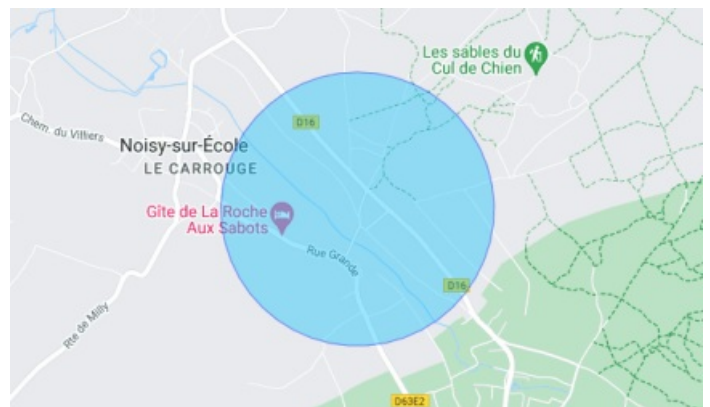 Les sables du
Cul de Chien
D16
Chem. du Villiers
Noisy-sur-École
LE CARROUGE
Gîte de La Roche
Aux Sabots
Rue Grande
D16
Rte de Milly
D63E2